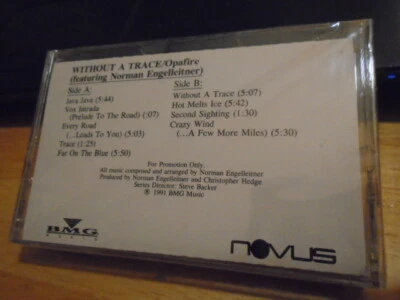 WITHOUT A TRACE/Opafire
(featuring Norman Engelleitner)
Side A:
Java Java (5:44)
Vox Intrada
(Prelude To The Road) (:07)
Every Road
(...Leads To You) (5:03)
Trace (1:25)
Far On The Blue (5:50)
Side B:
Without A Trace (5:07)
Hot Melts Ice (5:42)
Second Sighting (1:30)
Crazy Wind
(...A Few More Miles) (5:30)
For Promotion Only.
All music composed and arranged by Norman Engelleitner
Produced by Norman Engelleitner and Christopher Hedge
Series Director: Steve Backer
℗ 1991 BMG Music
BMG
MUSIC
NOVUS